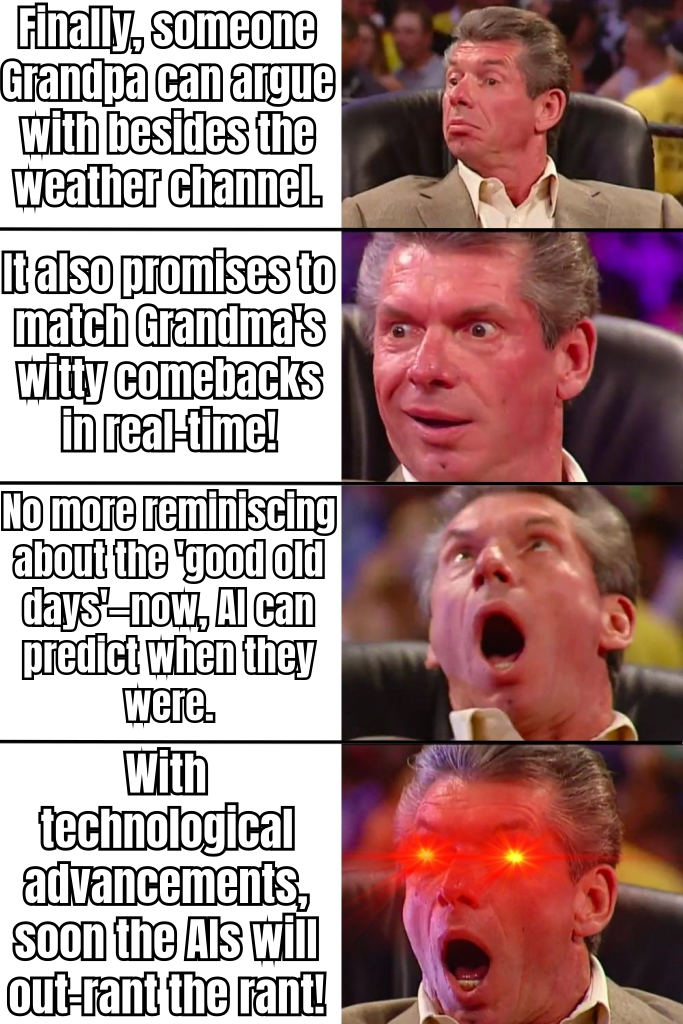 Finally, someone
Grandpa can argue
with besides the
weather channel.
It also promises to
match Grandma's
witty comebacks
in real-time!
No more reminiscing
about the 'good old
days'—now, AI can
predict when they
were.
With
technological
advancements,
soon the AIs will
out-rant the rant!